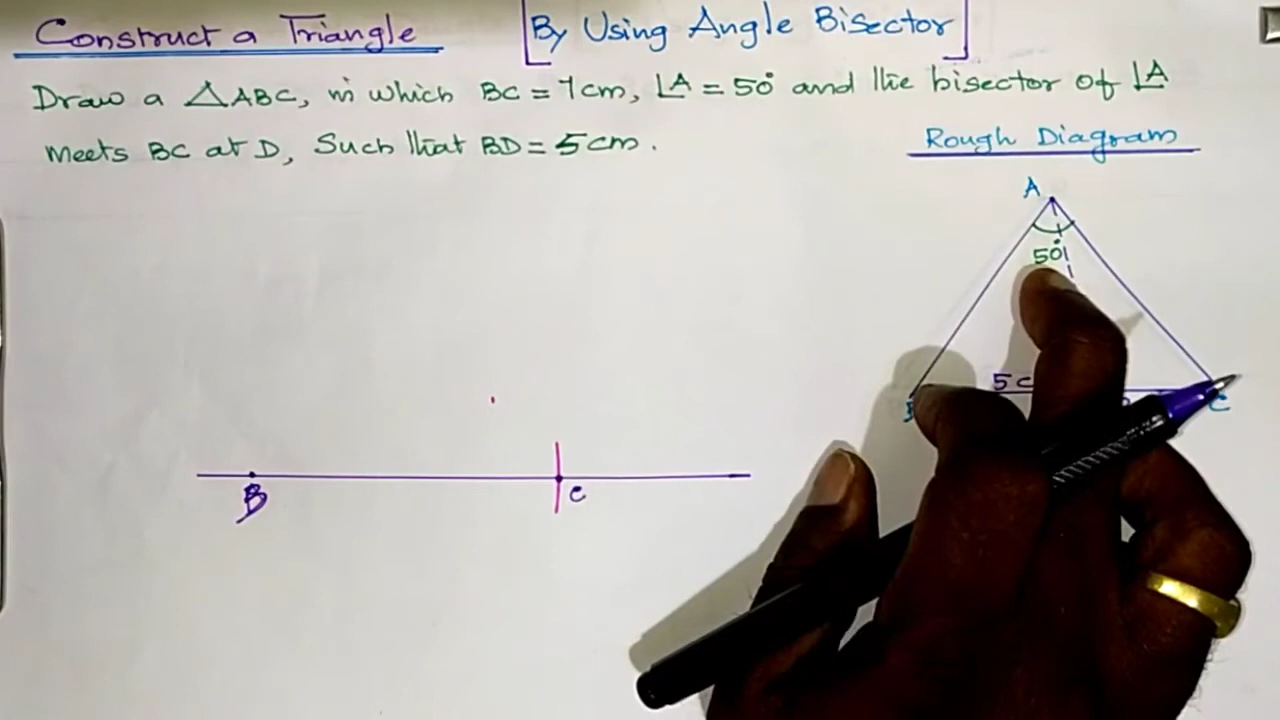 Construct a Triangle [By Using Angle Bisector]
Draw a △ABC, in which BC = 7cm, ∠A = 50° and the bisector of ∠A
meets BC at D, Such that BD = 5cm.
Rough Diagram
A
50°
5c
B C
B C